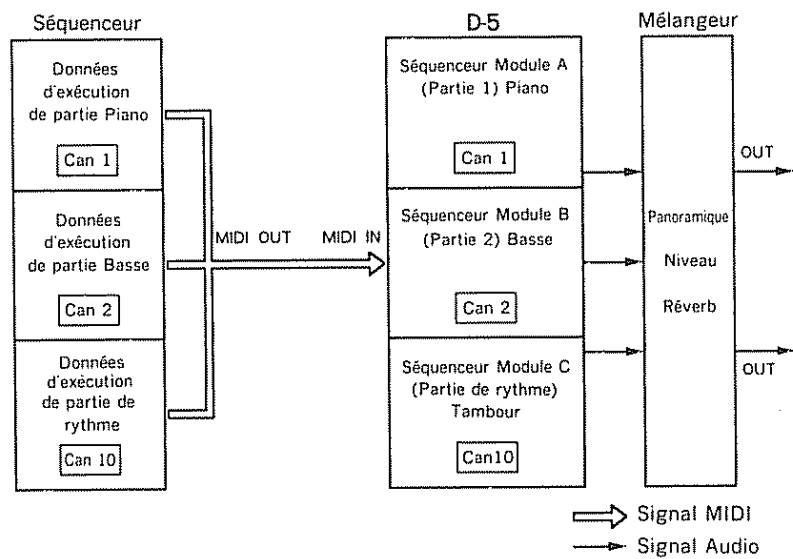 Séquenceur
Données
d'exécution
de partie Piano
Can 1
Données
d'exécution
de partie Basse
Can 2
Données
d'exécution
de partie de
rythme
Can 10
MIDI OUT
MIDI IN
D-5
Séquenceur Module A
(Partie 1) Piano
Can 1
Séquenceur Module B
(Partie 2) Basse
Can 2
Séquenceur Module C
(Partie de rythme)
Tambour
Can10
Mélangeur
Panoramique
Niveau
Réverb
OUT
OUT
Signal MIDI
Signal Audio